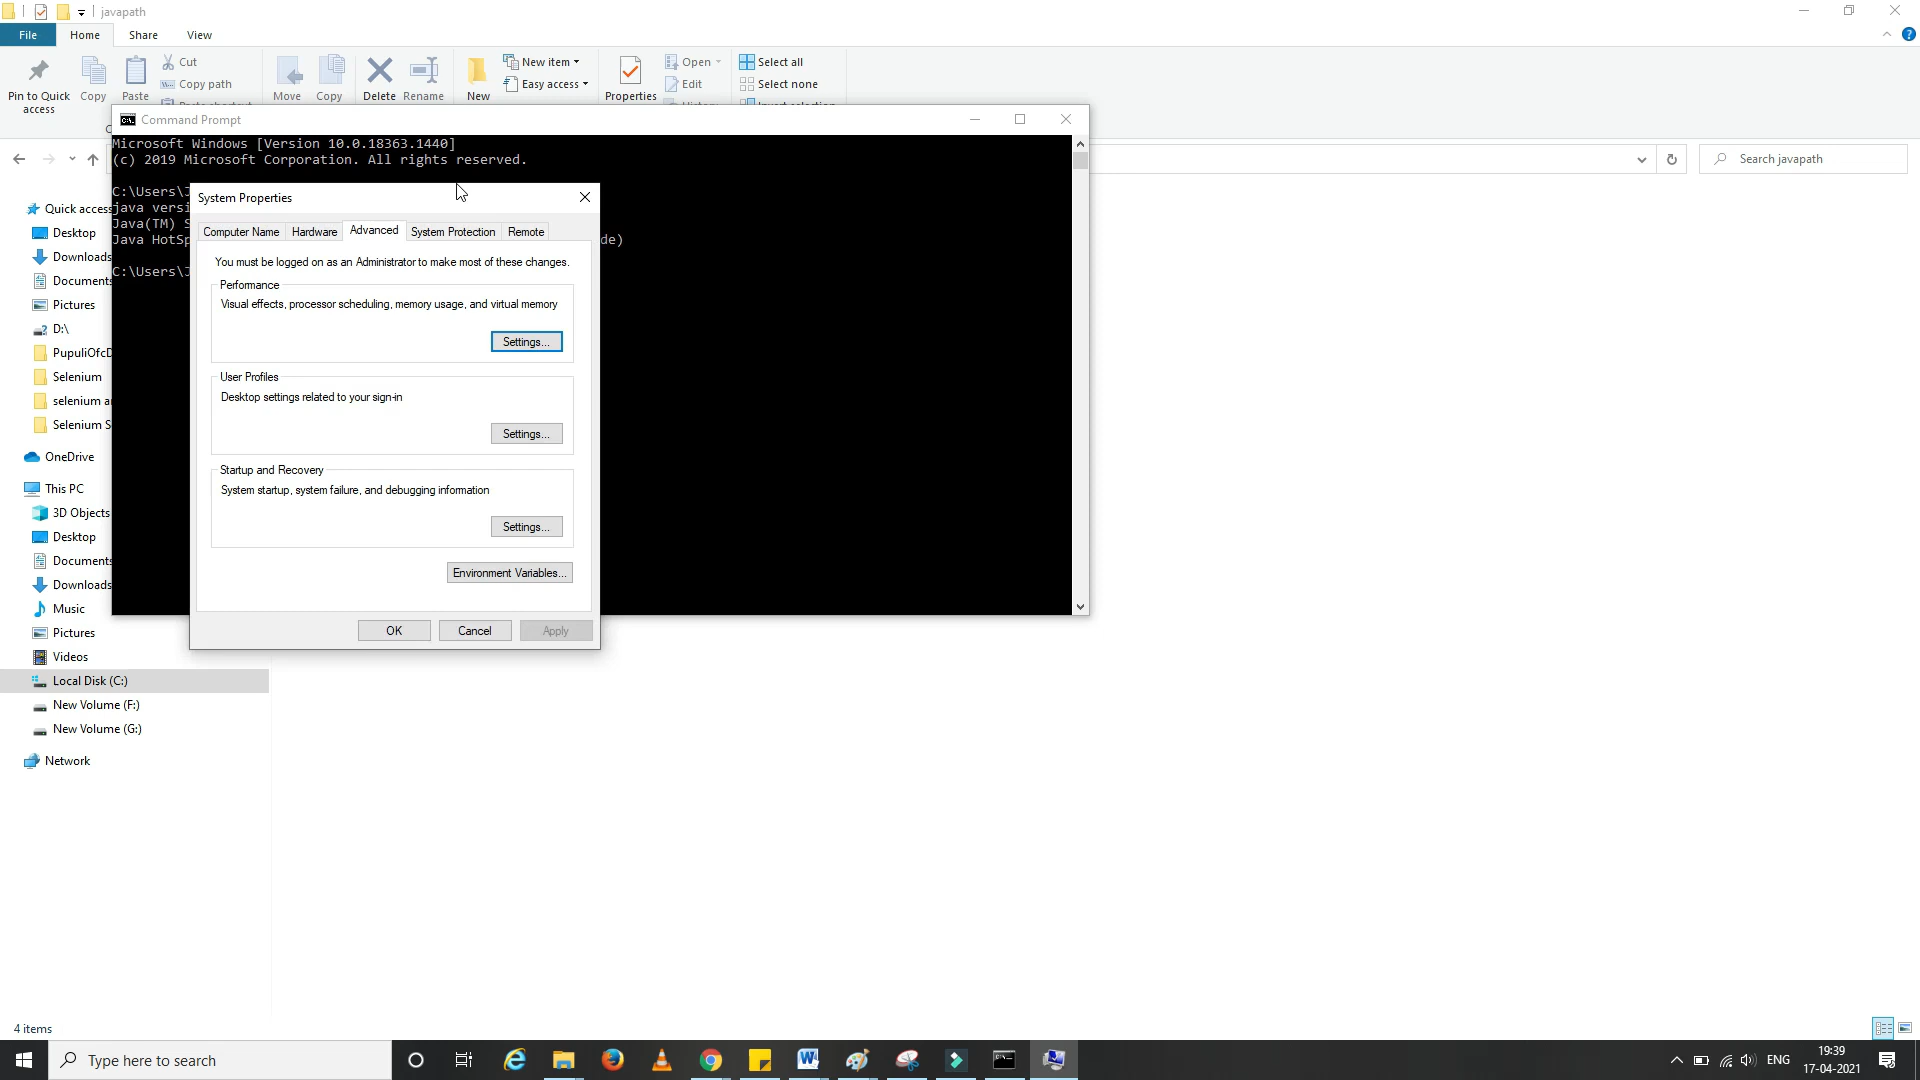 javapath
File Home Share View
Cut
Copy path
Pin to Quick access
Copy
Paste
Move
Copy
Delete
Rename
New
New item
Easy access
Properties
Open
Edit
Select all
Select none
Command Prompt
Microsoft Windows [Version 10.0.18363.1440]
(c) 2019 Microsoft Corporation. All rights reserved.
C:\Users\J
java versi
Java(TM) S
Java HotSp
de)
C:\Users\J
Search javapath
System Properties
Computer Name Hardware Advanced System Protection Remote
You must be logged on as an Administrator to make most of these changes.
Performance
Visual effects, processor scheduling, memory usage, and virtual memory
Settings...
User Profiles
Desktop settings related to your sign-in
Settings...
Startup and Recovery
System startup, system failure, and debugging information
Settings...
Environment Variables...
OK Cancel Apply
Quick access
Desktop
Downloads
Documents
Pictures
D:\
PupuliOfcD
Selenium
selenium a
Selenium S
OneDrive
This PC
3D Objects
Desktop
Documents
Downloads
Music
Pictures
Videos
Local Disk (C:)
New Volume (F:)
New Volume (G:)
Network
4 items
Type here to search
ENG
19:39
17-04-2021